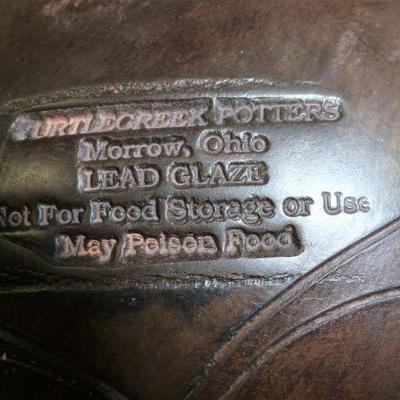 TURTLECREEK POTTERS
Morrow, Ohio
LEAD GLAZE
Not For Food Storage or Use
May Poison Food